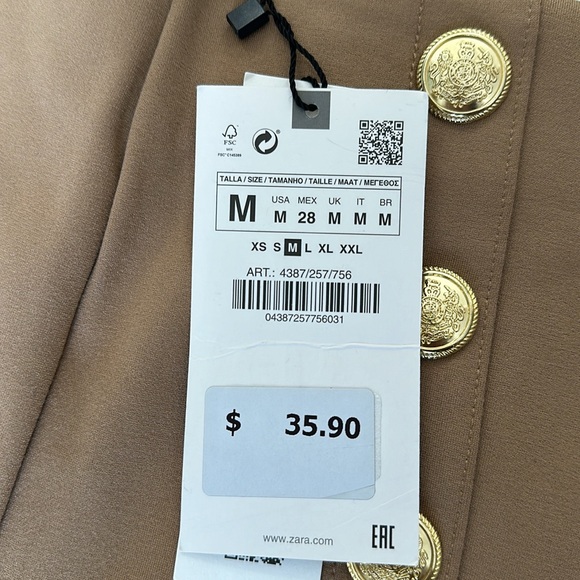 FSC
TALLA / SIZE / TAMANHO / TAILLE / MAAT / ΜΕΓΕΘΟΣ
M
USA MEX UK IT BR
M 28 M M M
XS S M L XL XXL
ART.: 4387/257/756
04387257756031
$ 35.90
www.zara.com
EAC